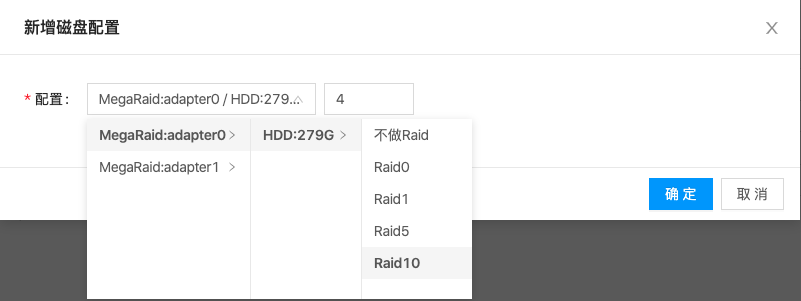 新增磁盘配置
* 配置： MegaRaid:adapter0 / HDD:279... 4
MegaRaid:adapter0 HDD:279G 不做Raid
MegaRaid:adapter1 Raid0
Raid1
Raid5
Raid10
确 定 取 消